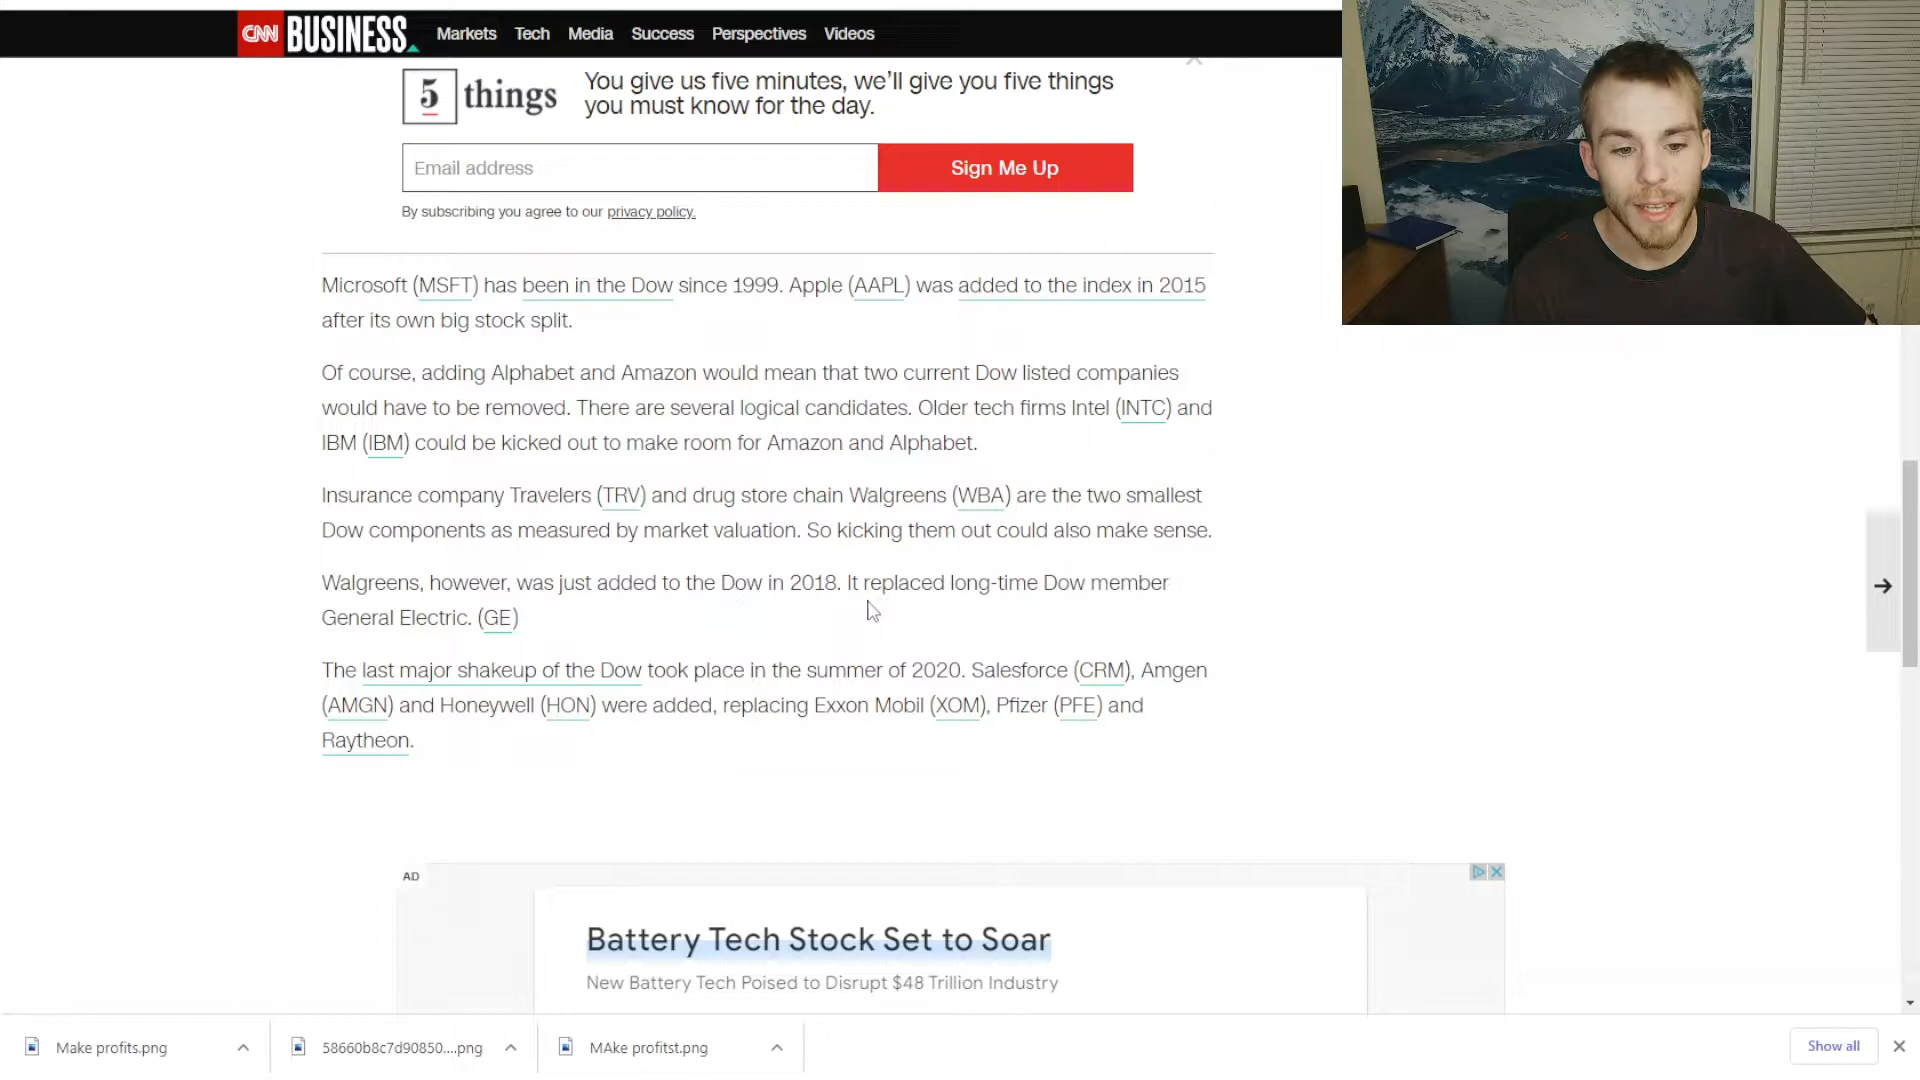 CNN BUSINESS Markets Tech Media Success Perspectives Videos
5 things
You give us five minutes, we'll give you five things
you must know for the day.
Email address
Sign Me Up
By subscribing you agree to our privacy policy.
Microsoft (MSFT) has been in the Dow since 1999. Apple (AAPL) was added to the index in 2015
after its own big stock split.
Of course, adding Alphabet and Amazon would mean that two current Dow listed companies
would have to be removed. There are several logical candidates. Older tech firms Intel (INTC) and
IBM (IBM) could be kicked out to make room for Amazon and Alphabet.
Insurance company Travelers (TRV) and drug store chain Walgreens (WBA) are the two smallest
Dow components as measured by market valuation. So kicking them out could also make sense.
Walgreens, however, was just added to the Dow in 2018. It replaced long-time Dow member
General Electric. (GE)
The last major shakeup of the Dow took place in the summer of 2020. Salesforce (CRM), Amgen
(AMGN) and Honeywell (HON) were added, replacing Exxon Mobil (XOM), Pfizer (PFE) and
Raytheon.
AD
Battery Tech Stock Set to Soar
New Battery Tech Poised to Disrupt $48 Trillion Industry
Make profits.png
58660b8c7d90850....png
MAke profitst.png
Show all